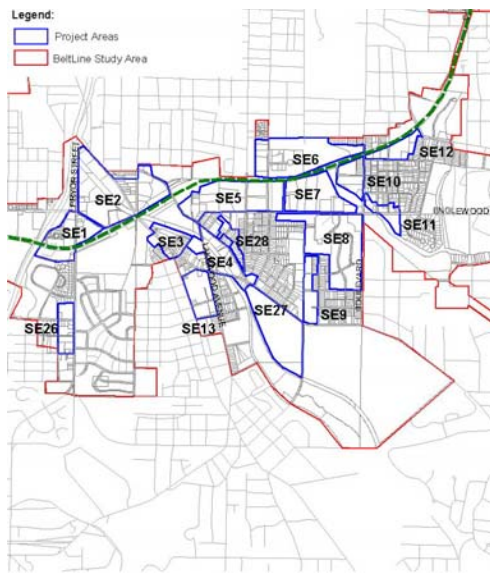 Legend:
Project Areas
BeltLine Study Area
SE12
SE6
PRYOR STREET
SE10
SE2
SE5
SE7
ENGLEWOOD
SE11
SE1
SE3
SE28
SE8
SE4
SE27
SE9
SE26
SE13